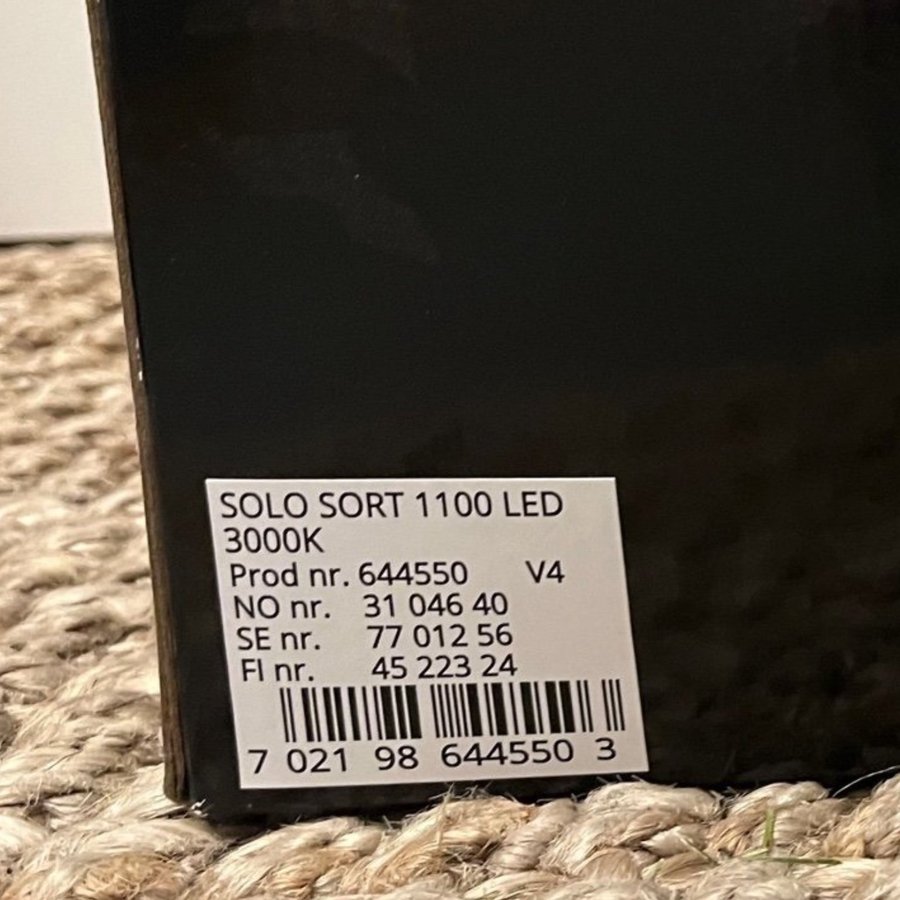 SOLO SORT 1100 LED
3000K
Prod nr. 644550 V4
NO nr. 31 046 40
SE nr. 77 012 56
FI nr. 45 223 24
7 021 98 644550 3